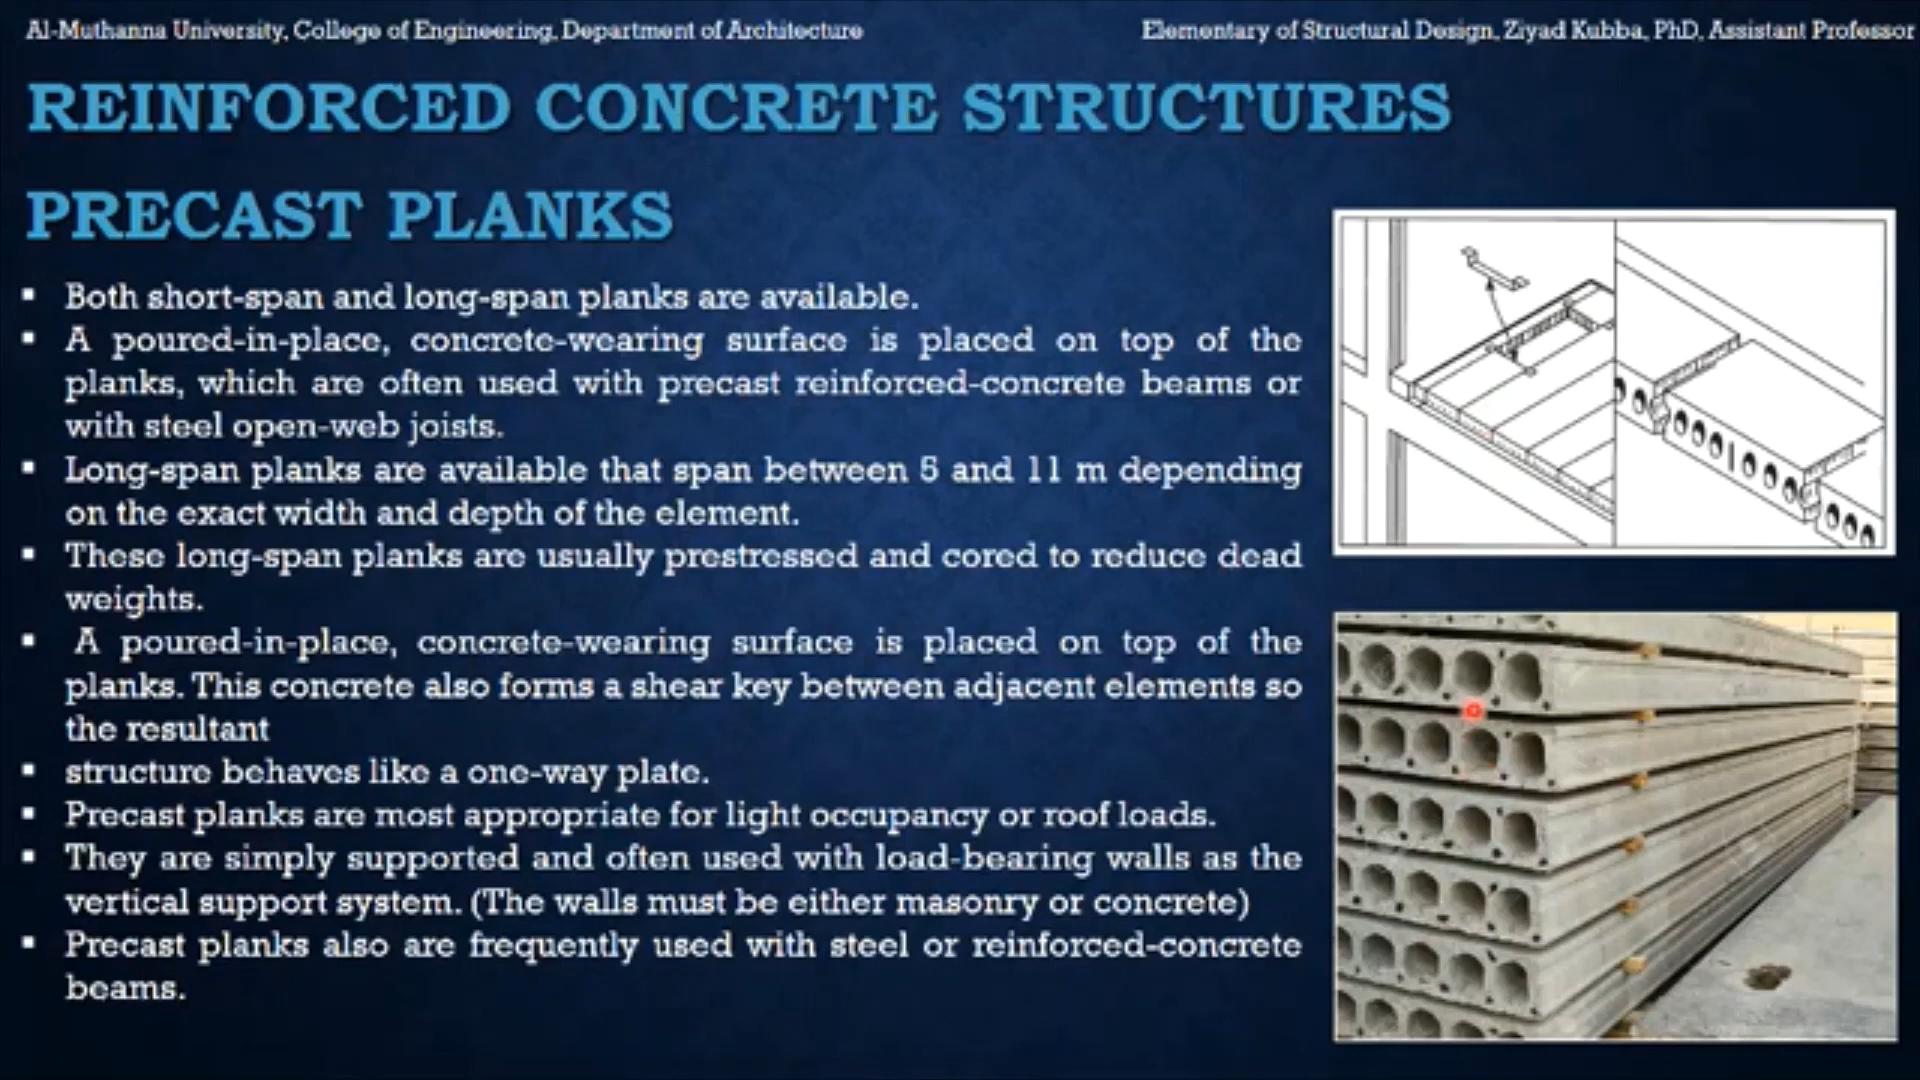 Al-Muthanna University, College of Engineering, Department of Architecture
Elementary of Structural Design, Ziyad Kubba, PhD, Assistant Professor
REINFORCED CONCRETE STRUCTURES
PRECAST PLANKS
▪ Both short-span and long-span planks are available.
▪ A poured-in-place, concrete-wearing surface is placed on top of the
planks, which are often used with precast reinforced-concrete beams or
with steel open-web joists.
▪ Long-span planks are available that span between 5 and 11 m depending
on the exact width and depth of the element.
▪ These long-span planks are usually prestressed and cored to reduce dead
weights.
▪ A poured-in-place, concrete-wearing surface is placed on top of the
planks. This concrete also forms a shear key between adjacent elements so
the resultant
▪ structure behaves like a one-way plate.
▪ Precast planks are most appropriate for light occupancy or roof loads.
▪ They are simply supported and often used with load-bearing walls as the
vertical support system. (The walls must be either masonry or concrete)
▪ Precast planks also are frequently used with steel or reinforced-concrete
beams.